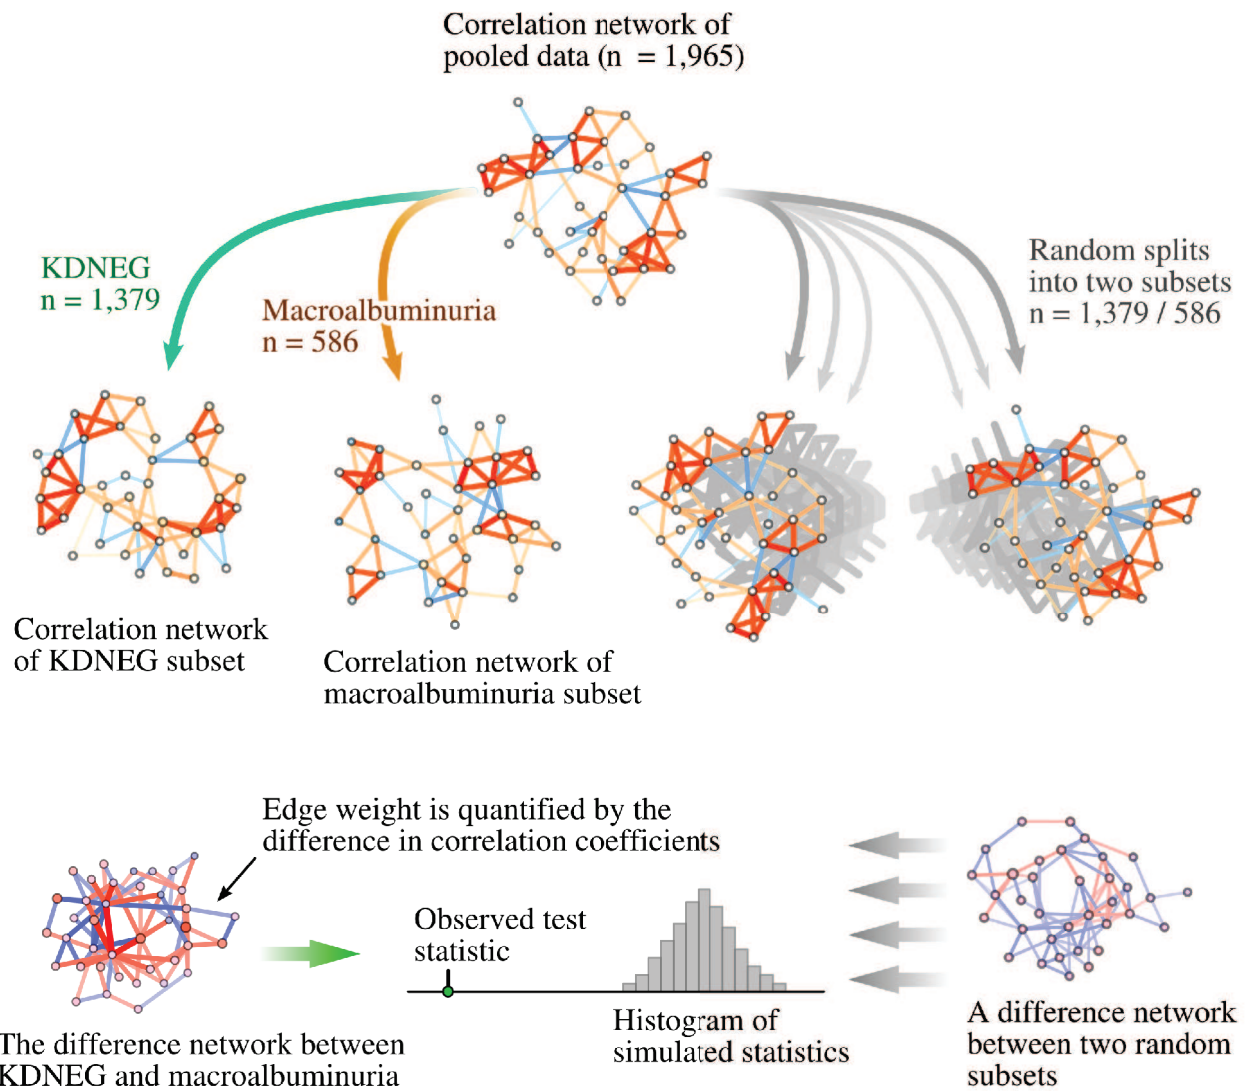 Correlation network of
pooled data (n = 1,965)
KDNEG
n = 1,379
Macroalbuminuria
n = 586
Random splits
into two subsets
n = 1,379 / 586
Correlation network
of KDNEG subset
Correlation network of
macroalbuminuria subset
Edge weight is quantified by the
difference in correlation coefficients
Observed test
statistic
Histogram of
simulated statistics
The difference network between
KDNEG and macroalbuminuria
A difference network
between two random
subsets